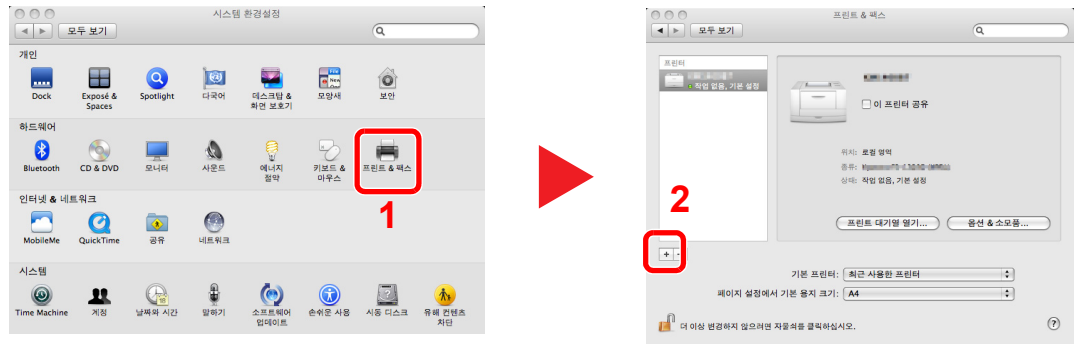 시스템 환경설정
모두 보기
개인
Dock
Exposé &
Spaces
Spotlight
다국어
데스크탑 &
화면 보호기
모양새
보안
하드웨어
Bluetooth
CD & DVD
모니터
사운드
에너지
절약
키보드 &
마우스
프린트 & 팩스
1
인터넷 & 네트워크
MobileMe
QuickTime
공유
네트워크
시스템
Time Machine
계정
날짜와 시간
말하기
소프트웨어
업데이트
손쉬운 사용
시동 디스크
유해 컨텐츠
차단
프린트 & 팩스
모두 보기
프린터
작업 없음, 기본 설정
이 프린터 공유
위치: 로컬 영역
종류:
상태: 작업 없음, 기본 설정
2
프린트 대기열 열기... 옵션 & 소모품...
+ -
기본 프린터: 최근 사용한 프린터
페이지 설정에서 기본 용지 크기: A4
더 이상 변경하지 않으려면 자물쇠를 클릭하십시오.
?